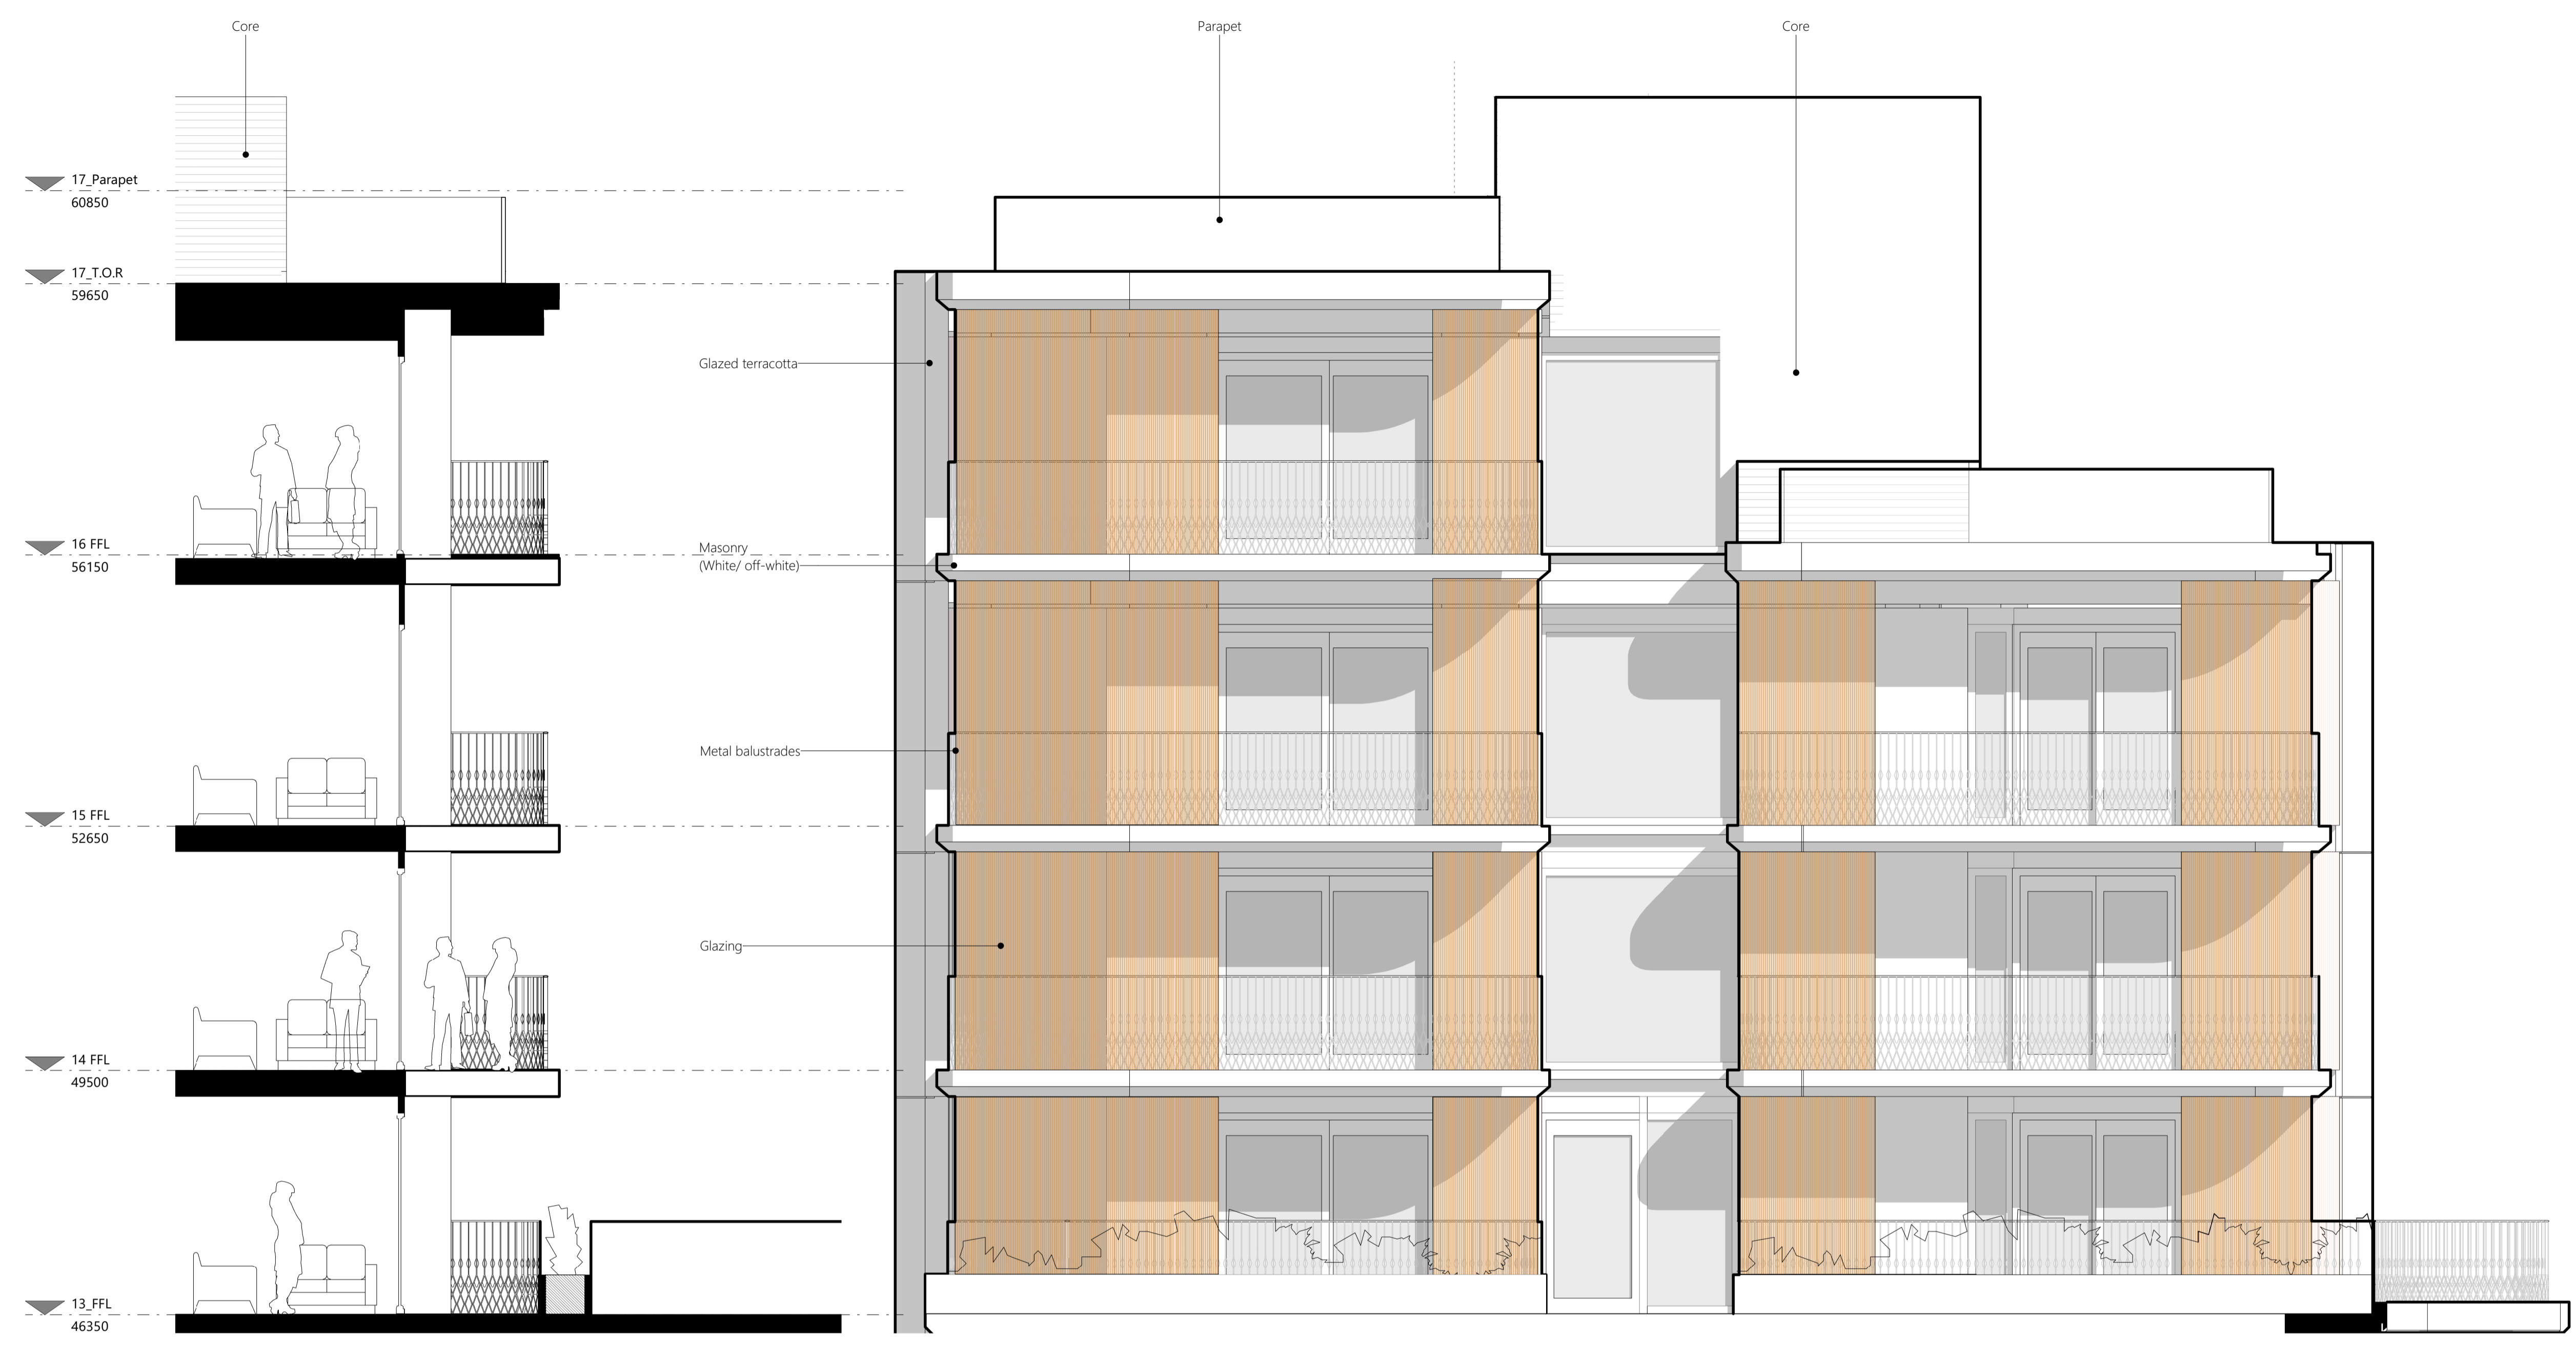 Core
Parapet
Core
17_Parapet
60850
17_T.O.R
59650
Glazed terracotta
16 FFL
56150
Masonry
(White/ off-white)
Metal balustrades
15 FFL
52650
Glazing
14 FFL
49500
13_FFL
46350